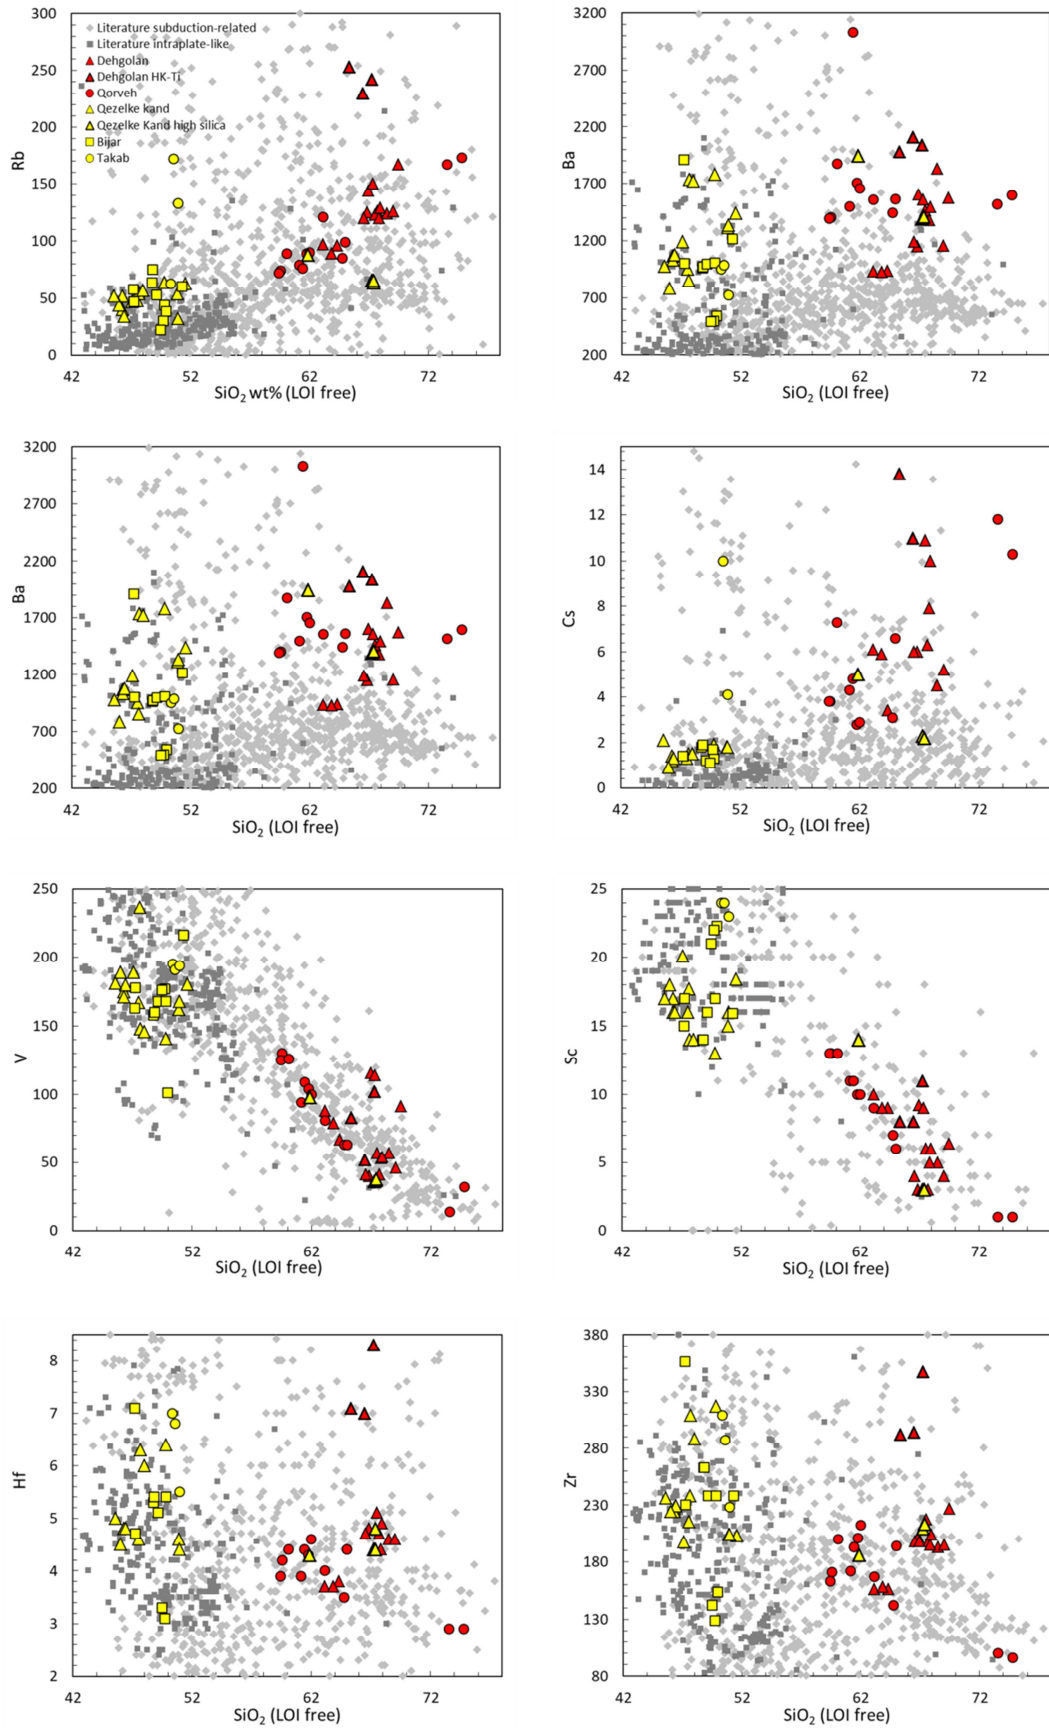 Rb
300
250
200
150
100
50
0
Literature subduction-related
Literature intraplate-like
Dehgolan
Dehgolan HK-Ti
Qorveh
Qezelke kand
Qezelke Kand high silica
Bijar
Takab
42 52 62 72
SiO₂ wt% (LOI free)
Ba
3200
2700
2200
1700
1200
700
200
42 52 62 72
SiO₂ (LOI free)
Ba
3200
2700
2200
1700
1200
700
200
42 52 62 72
SiO₂ (LOI free)
Cs
14
12
10
8
6
4
2
0
42 52 62 72
SiO₂ (LOI free)
V
250
200
150
100
50
0
42 52 62 72
SiO₂ (LOI free)
Sc
25
20
15
10
5
0
42 52 62 72
SiO₂ (LOI free)
Hf
8
7
6
5
4
3
2
42 52 62 72
SiO₂ (LOI free)
Zr
380
330
280
230
180
130
80
42 52 62 72
SiO₂ (LOI free)